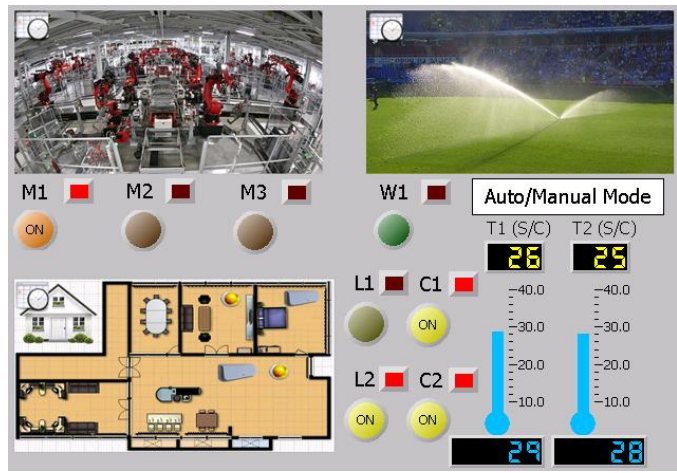 M1
M2
M3
W1
Auto/Manual Mode
ON
T1 (S/C)
T2 (S/C)
26
25
L1
C1
40.0
40.0
ON
30.0
30.0
L2
C2
20.0
20.0
10.0
10.0
ON
ON
29
28